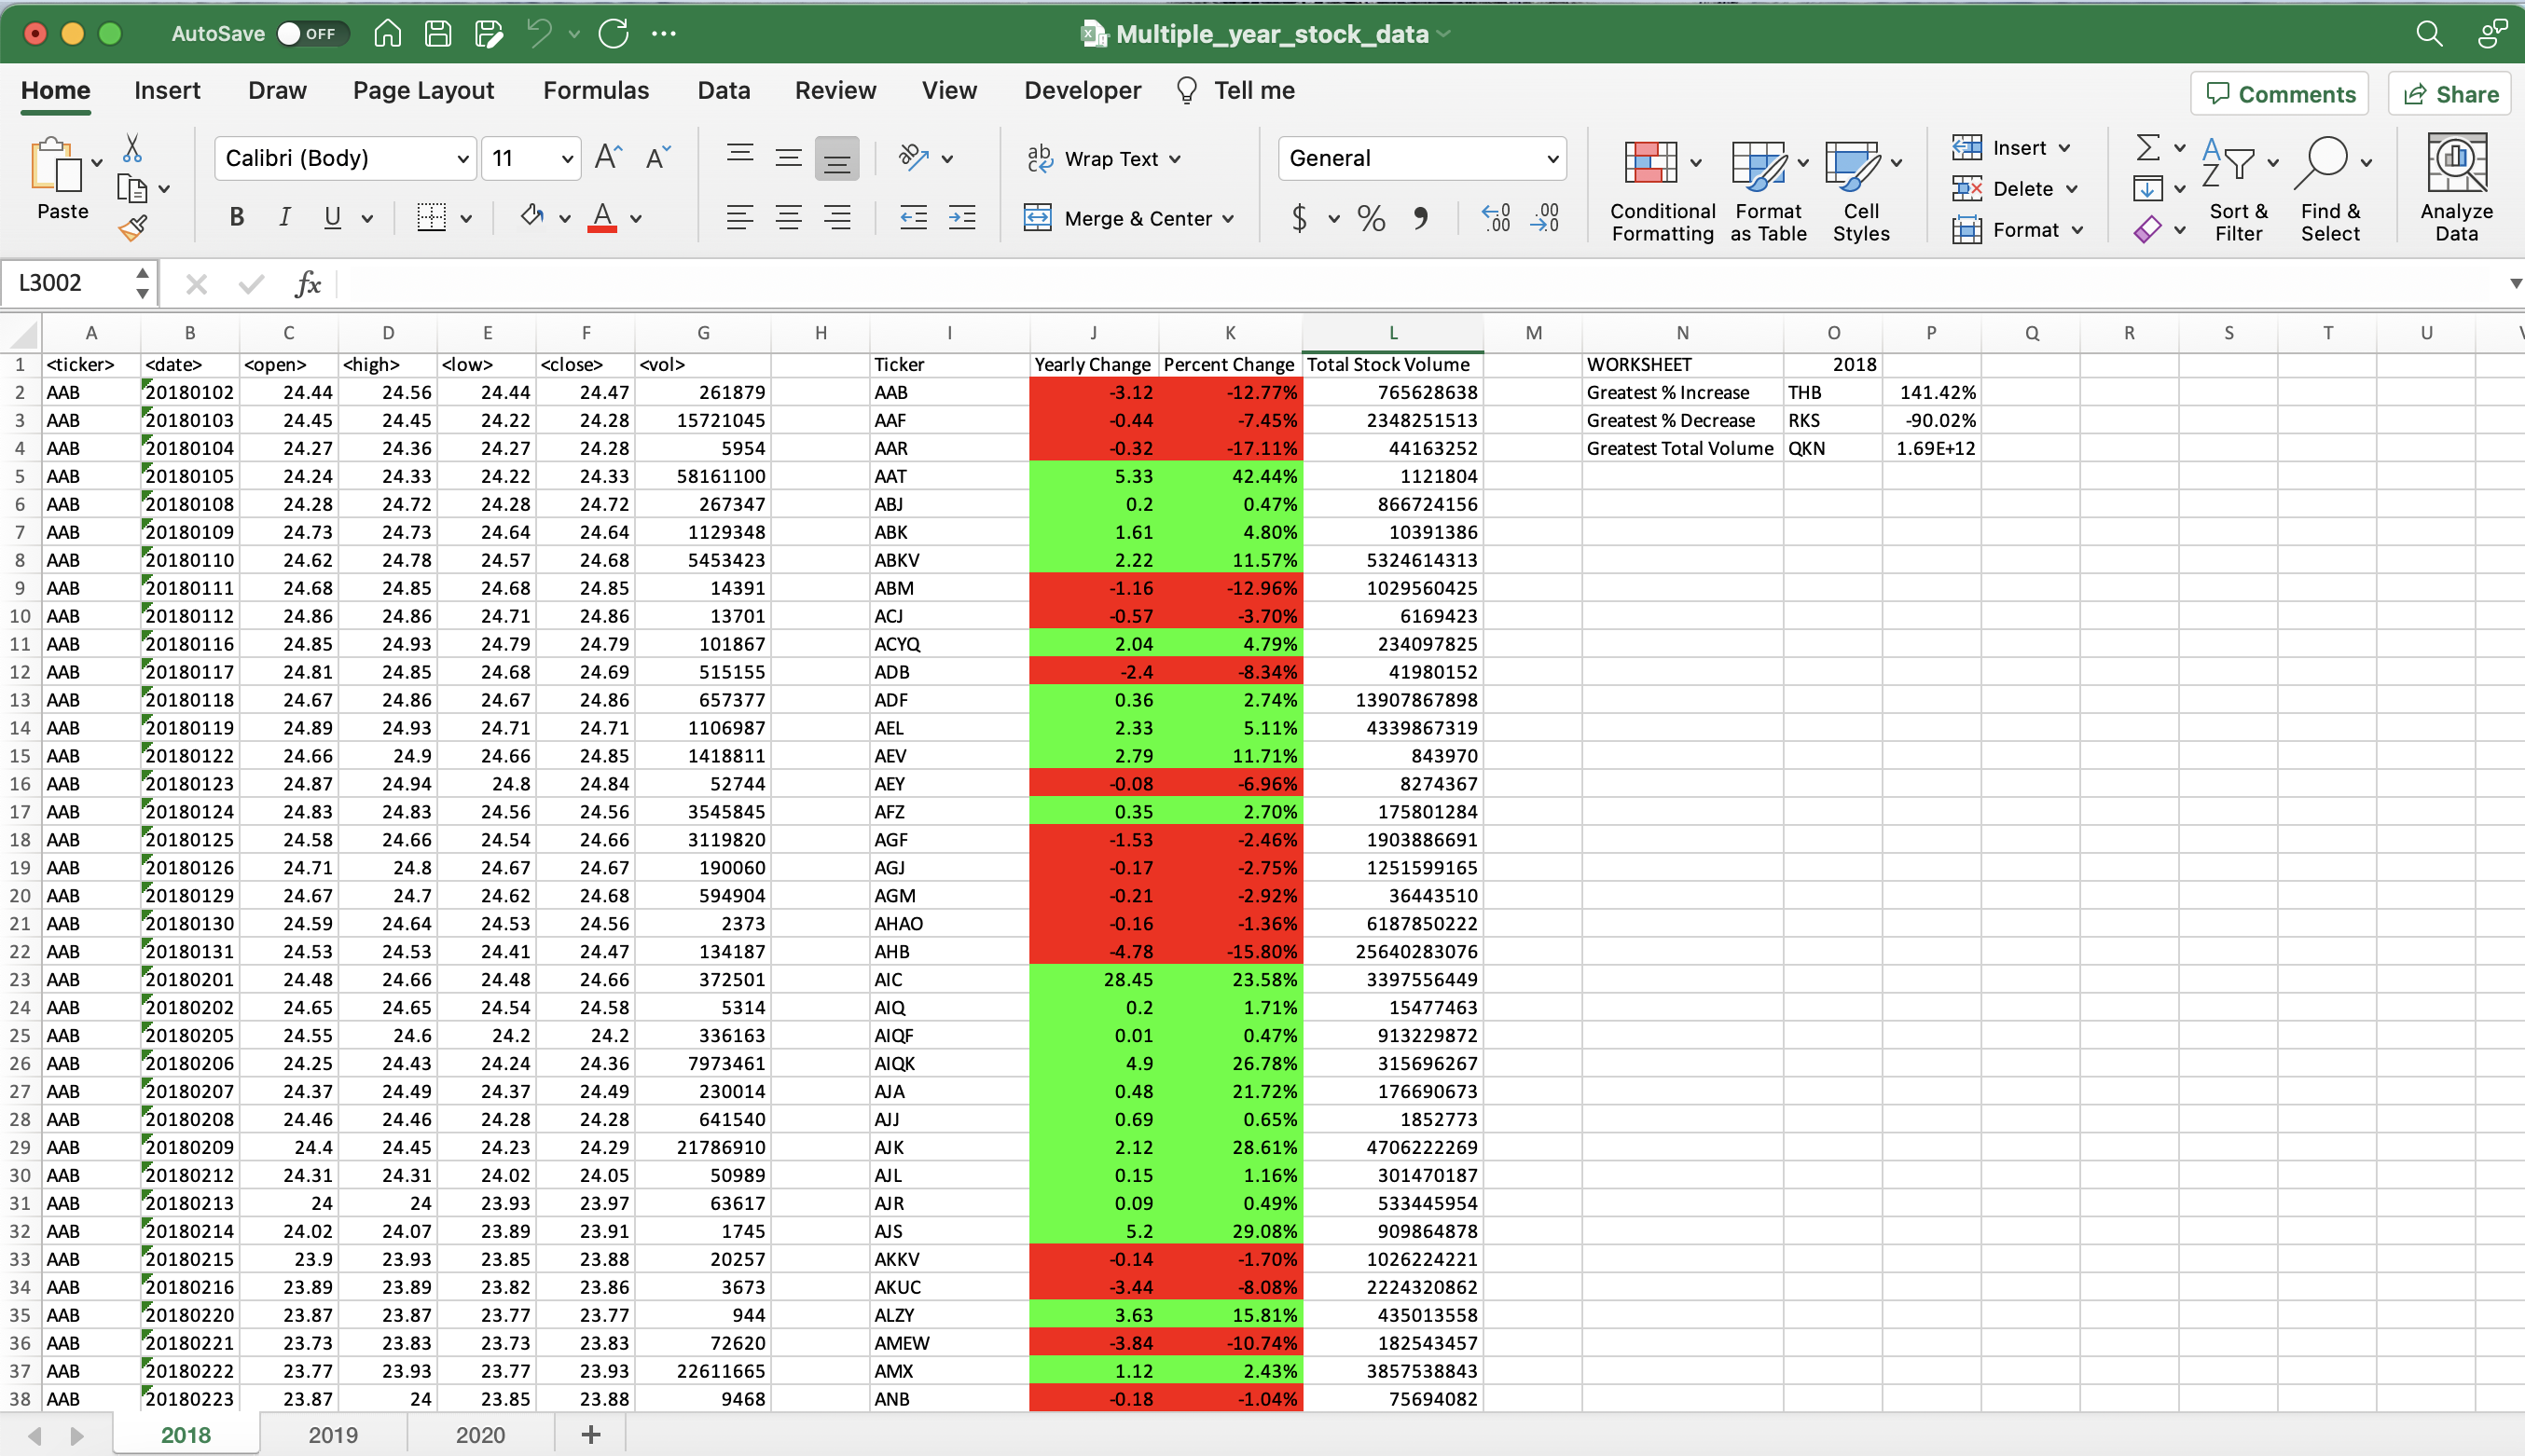 AutoSave OFF Multiple_year_stock_data
Home Insert Draw Page Layout Formulas Data Review View Developer Tell me Comments Share
Paste Calibri (Body) 11 Wrap Text General Insert
Merge & Center Delete
Conditional Formatting Format as Table Cell Styles Format Sort & Filter Find & Select Analyze Data
L3002 fx
A B C D E F G H I J K L M N O P Q R S T U
1 <ticker> <date> <open> <high> <low> <close> <vol> Ticker Yearly Change Percent Change Total Stock Volume WORKSHEET 2018
2 AAB 20180102 24.44 24.56 24.44 24.47 261879 AAB -3.12 -12.77% 765628638 Greatest % Increase THB 141.42%
3 AAB 20180103 24.45 24.45 24.22 24.28 15721045 AAF -0.44 -7.45% 2348251513 Greatest % Decrease RKS -90.02%
4 AAB 20180104 24.27 24.36 24.27 24.28 5954 AAR -0.32 -17.11% 44163252 Greatest Total Volume QKN 1.69E+12
5 AAB 20180105 24.24 24.33 24.22 24.33 58161100 AAT 5.33 42.44% 1121804
6 AAB 20180108 24.28 24.72 24.28 24.72 267347 ABJ 0.2 0.47% 866724156
7 AAB 20180109 24.73 24.73 24.64 24.64 1129348 ABK 1.61 4.80% 10391386
8 AAB 20180110 24.62 24.78 24.57 24.68 5453423 ABKV 2.22 11.57% 5324614313
9 AAB 20180111 24.68 24.85 24.68 24.85 14391 ABM -1.16 -12.96% 1029560425
10 AAB 20180112 24.86 24.86 24.71 24.86 13701 ACJ -0.57 -3.70% 6169423
11 AAB 20180116 24.85 24.93 24.79 24.79 101867 ACYQ 2.04 4.79% 234097825
12 AAB 20180117 24.81 24.85 24.68 24.69 515155 ADB -2.4 -8.34% 41980152
13 AAB 20180118 24.67 24.86 24.67 24.86 657377 ADF 0.36 2.74% 13907867898
14 AAB 20180119 24.89 24.93 24.71 24.71 1106987 AEL 2.33 5.11% 4339867319
15 AAB 20180122 24.66 24.9 24.66 24.85 1418811 AEV 2.79 11.71% 843970
16 AAB 20180123 24.87 24.94 24.8 24.84 52744 AEY -0.08 -6.96% 8274367
17 AAB 20180124 24.83 24.83 24.56 24.56 3545845 AFZ 0.35 2.70% 175801284
18 AAB 20180125 24.58 24.66 24.54 24.66 3119820 AGF -1.53 -2.46% 1903886691
19 AAB 20180126 24.71 24.8 24.67 24.67 190060 AGJ -0.17 -2.75% 1251599165
20 AAB 20180129 24.67 24.7 24.62 24.68 594904 AGM -0.21 -2.92% 36443510
21 AAB 20180130 24.59 24.64 24.53 24.56 2373 AHAO -0.16 -1.36% 6187850222
22 AAB 20180131 24.53 24.53 24.41 24.47 134187 AHB -4.78 -15.80% 25640283076
23 AAB 20180201 24.48 24.66 24.48 24.66 372501 AIC 28.45 23.58% 3397556449
24 AAB 20180202 24.65 24.65 24.54 24.58 5314 AIQ 0.2 1.71% 15477463
25 AAB 20180205 24.55 24.6 24.2 24.2 336163 AIQF 0.01 0.47% 913229872
26 AAB 20180206 24.25 24.43 24.24 24.36 7973461 AIQK 4.9 26.78% 315696267
27 AAB 20180207 24.37 24.49 24.37 24.49 230014 AJA 0.48 21.72% 176690673
28 AAB 20180208 24.46 24.46 24.28 24.28 641540 AJJ 0.69 0.65% 1852773
29 AAB 20180209 24.4 24.45 24.23 24.29 21786910 AJK 2.12 28.61% 4706222269
30 AAB 20180212 24.31 24.31 24.02 24.05 50989 AJL 0.15 1.16% 301470187
31 AAB 20180213 24 24 23.93 23.97 63617 AJR 0.09 0.49% 533445954
32 AAB 20180214 24.02 24.07 23.89 23.91 1745 AJS 5.2 29.08% 909864878
33 AAB 20180215 23.9 23.93 23.85 23.88 20257 AKKV -0.14 -1.70% 1026224221
34 AAB 20180216 23.89 23.89 23.82 23.86 3673 AKUC -3.44 -8.08% 2224320862
35 AAB 20180220 23.87 23.87 23.77 23.77 944 ALZY 3.63 15.81% 435013558
36 AAB 20180221 23.73 23.83 23.73 23.83 72620 AMEW -3.84 -10.74% 182543457
37 AAB 20180222 23.77 23.93 23.77 23.93 22611665 AMX 1.12 2.43% 3857538843
38 AAB 20180223 23.87 24 23.85 23.88 9468 ANB -0.18 -1.04% 75694082
2018 2019 2020 +